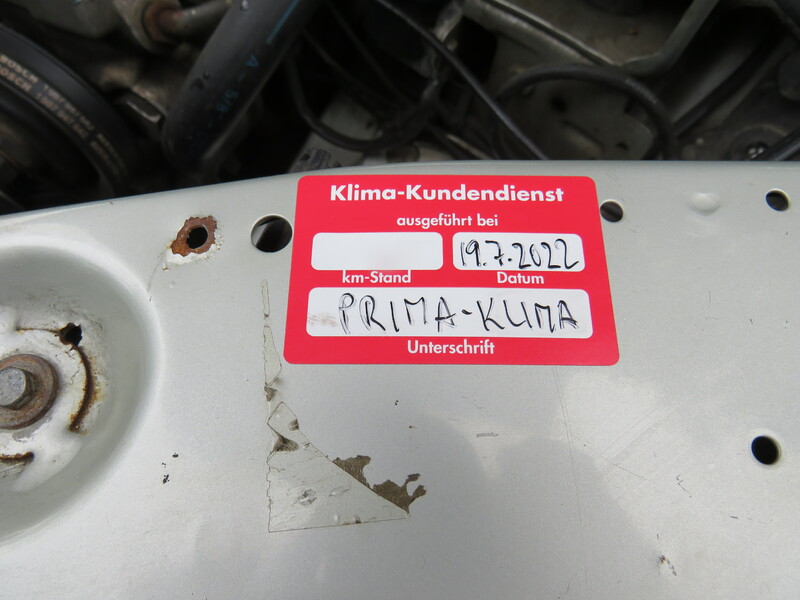 Klima-Kundendienst
ausgeführt bei
19.7.2022
km-Stand Datum
PRIMA-KLIMA
Unterschrift